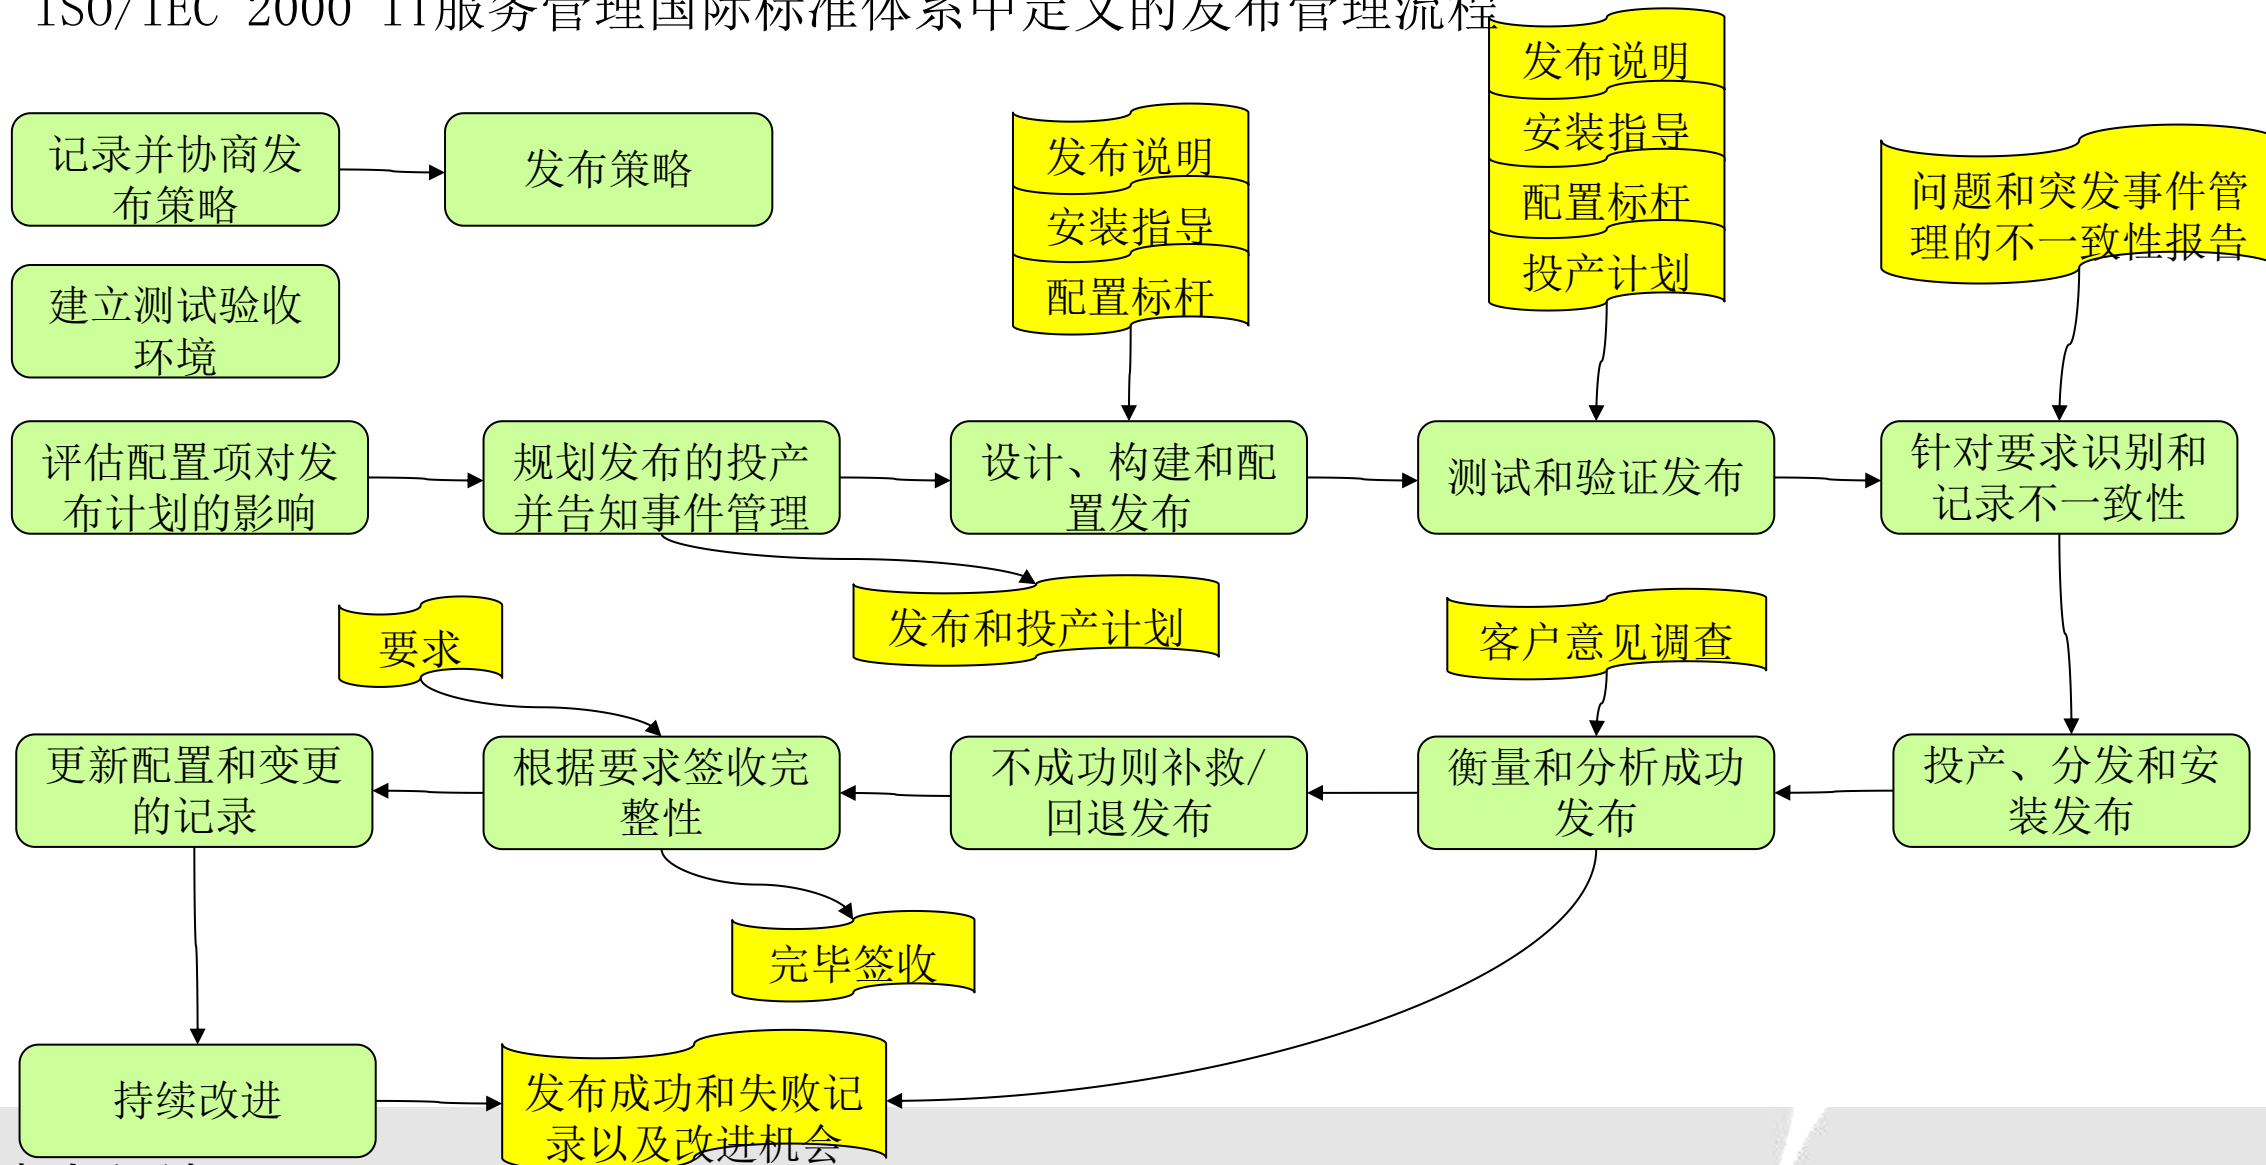 ISO/IEC 2000 IT服务管理国际标准体系中定义的发布管理流程
发布说明
安装指导
配置标杆
投产计划
发布说明
安装指导
配置标杆
问题和突发事件管
理的不一致性报告
记录并协商发
布策略
发布策略
建立测试验收
环境
评估配置项对发
布计划的影响
规划发布的投产
并告知事件管理
设计、构建和配
置发布
测试和验证发布
针对要求识别和
记录不一致性
发布和投产计划
要求
客户意见调查
更新配置和变更
的记录
根据要求签收完
整性
不成功则补救/
回退发布
衡量和分析成功
发布
投产、分发和安
装发布
完毕签收
持续改进
发布成功和失败记
录以及改进机会